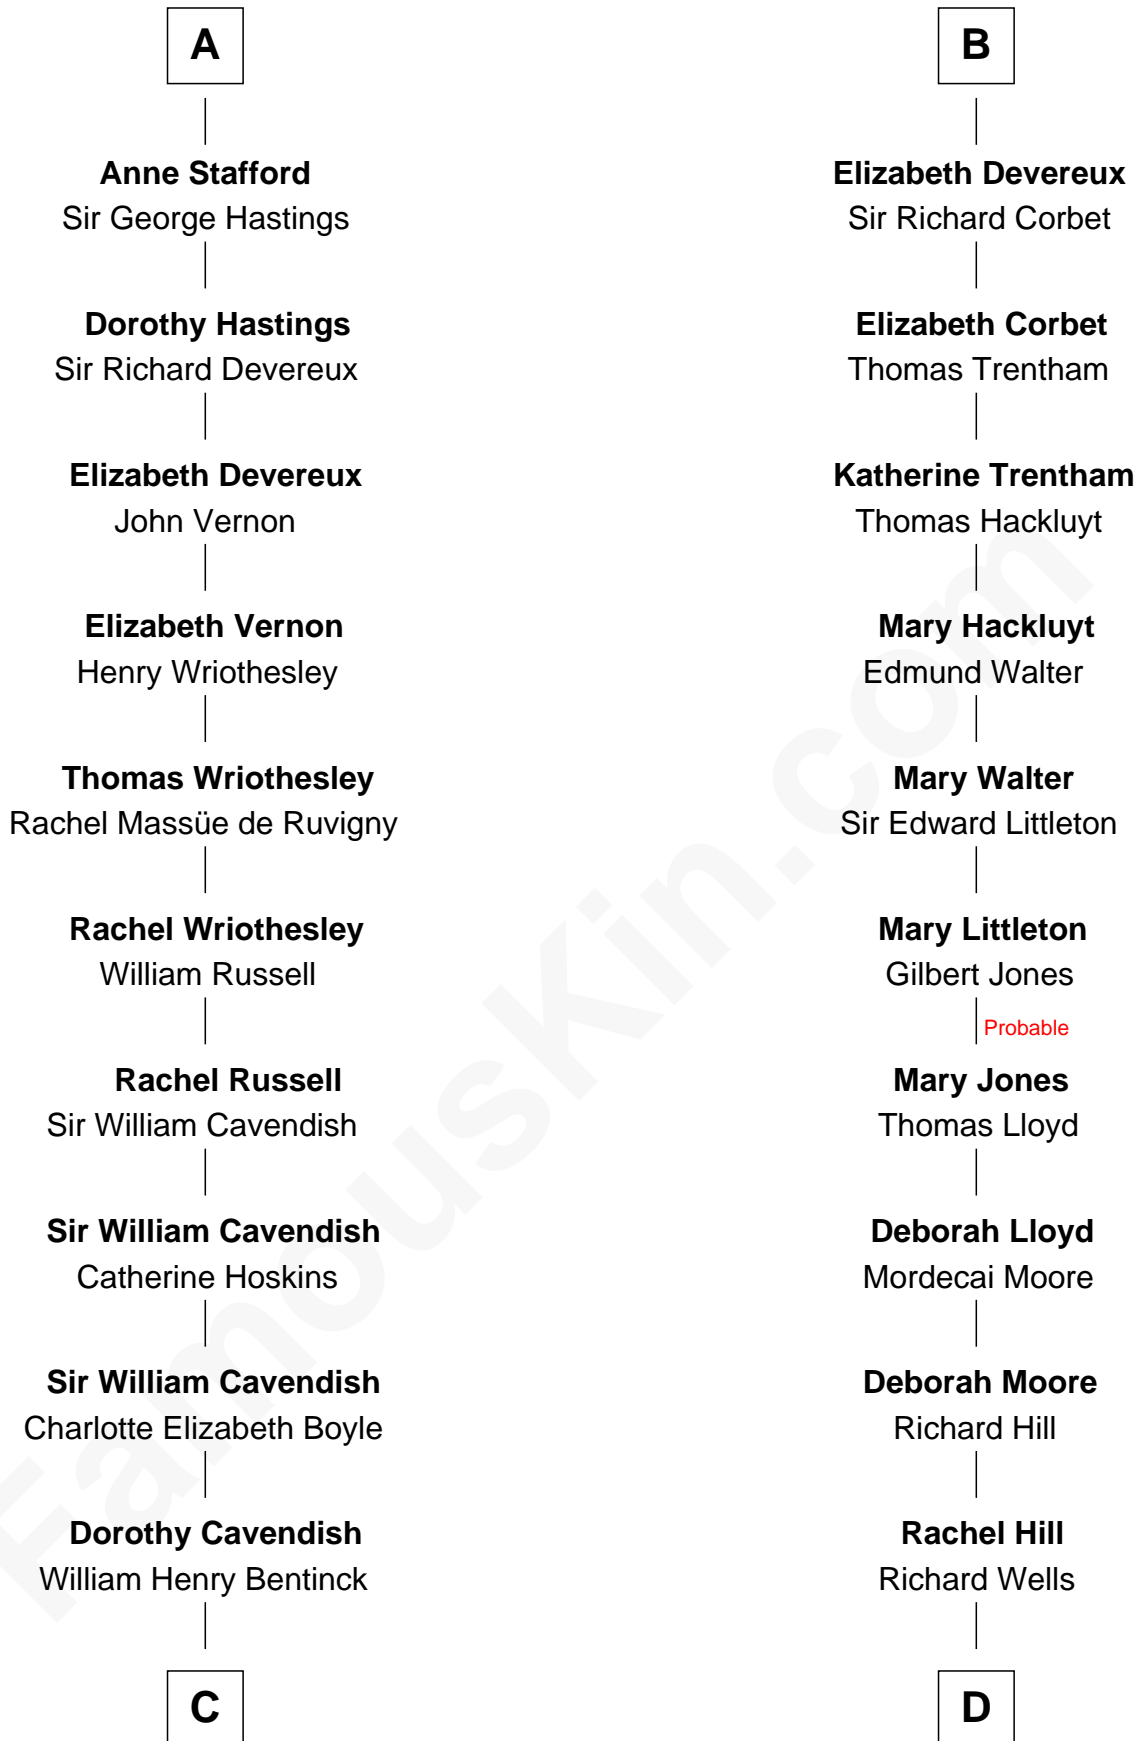 A
Anne Stafford
Sir George Hastings
Dorothy Hastings
Sir Richard Devereux
Elizabeth Devereux
John Vernon
Elizabeth Vernon
Henry Wriothesley
Thomas Wriothesley
Rachel Massüe de Ruvigny
Rachel Wriothesley
William Russell
Rachel Russell
Sir William Cavendish
Sir William Cavendish
Catherine Hoskins
Sir William Cavendish
Charlotte Elizabeth Boyle
Dorothy Cavendish
William Henry Bentinck
C
B
Elizabeth Devereux
Sir Richard Corbet
Elizabeth Corbet
Thomas Trentham
Katherine Trentham
Thomas Hackluyt
Mary Hackluyt
Edmund Walter
Mary Walter
Sir Edward Littleton
Mary Littleton
Gilbert Jones
Probable
Mary Jones
Thomas Lloyd
Deborah Lloyd
Mordecai Moore
Deborah Moore
Richard Hill
Rachel Hill
Richard Wells
D
FamousKin.com